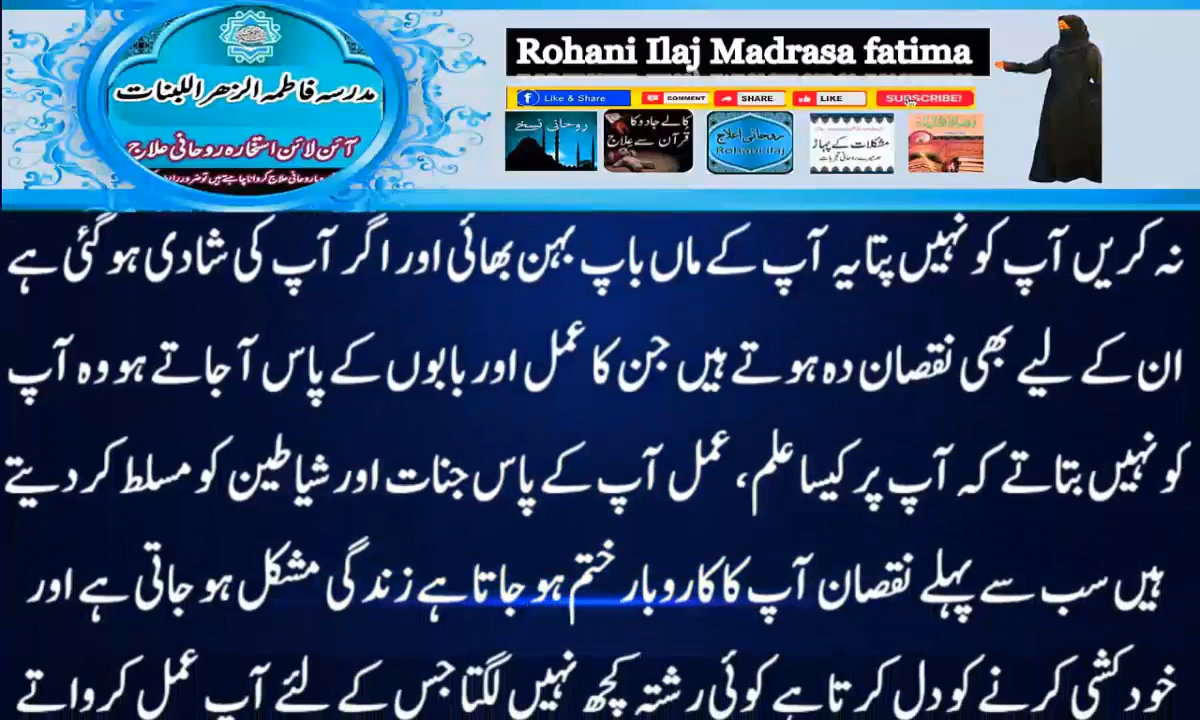 Rohani Ilaj Madrasa fatima
Like & Share
COMMENT
SHARE
LIKE
SUBSCRIBE!
مدرسہ فاطمہ الزھرا للبنات
آئن لائن استخارہ روحانی علاج
روحانی نسخے
کالے جادو کا
قرآن سے علاج
روحانی اعلاج
Rohani ilaj
مشکلات کے پہاڑ
نہ کریں آپ کو نہیں پتا یہ آپ کے ماں باپ بہن بھائی اور اگر آپ کی شادی ہو گئی ہے
ان کے لیے بھی نقصان دہ ہوتے ہیں جن کا عمل اور بابوں کے پاس آ جاتے ہو وہ آپ
کو نہیں بتاتے کہ آپ پر کیسا علم، عمل آپ کے پاس جنات اور شیاطین کو مسلط کر دیتے
ہیں سب سے پہلے نقصان آپ کا کاروبار ختم ہو جاتا ہے زندگی مشکل ہو جاتی ہے اور
خودکشی کرنے کو دل کرتا ہے کوئی رشتہ کچھ نہیں لگتا جس کے لئے آپ عمل کرواتے